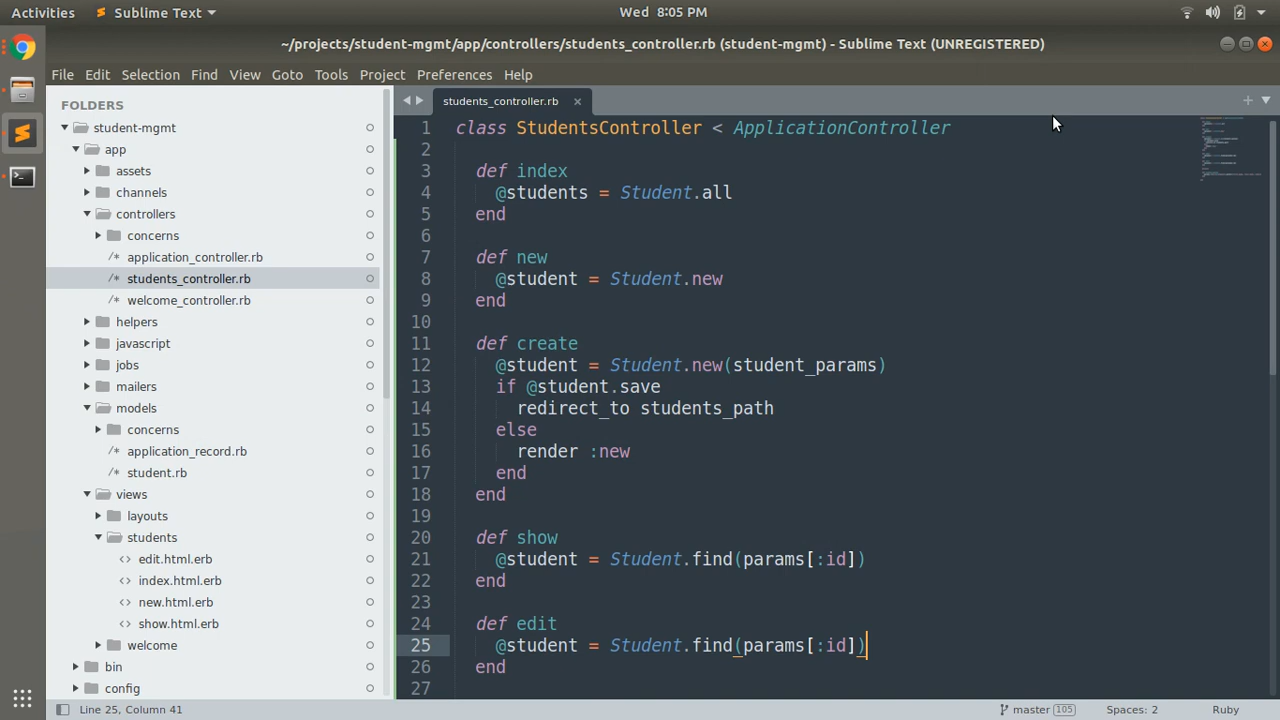 Activities Sublime Text Wed 8:05 PM
~/projects/student-mgmt/app/controllers/students_controller.rb (student-mgmt) - Sublime Text (UNREGISTERED)
File Edit Selection Find View Goto Tools Project Preferences Help
FOLDERS
student-mgmt
app
assets
channels
controllers
concerns
/* application_controller.rb
/* students_controller.rb
/* welcome_controller.rb
helpers
javascript
jobs
mailers
models
concerns
/* application_record.rb
/* student.rb
views
layouts
students
<> edit.html.erb
<> index.html.erb
<> new.html.erb
<> show.html.erb
welcome
bin
config
students_controller.rb ×
1 class StudentsController < ApplicationController
2
3 def index
4 @students = Student.all
5 end
6
7 def new
8 @student = Student.new
9 end
10
11 def create
12 @student = Student.new(student_params)
13 if @student.save
14 redirect_to students_path
15 else
16 render :new
17 end
18 end
19
20 def show
21 @student = Student.find(params[:id])
22 end
23
24 def edit
25 @student = Student.find(params[:id])
26 end
27
Line 25, Column 41 master 105 Spaces: 2 Ruby